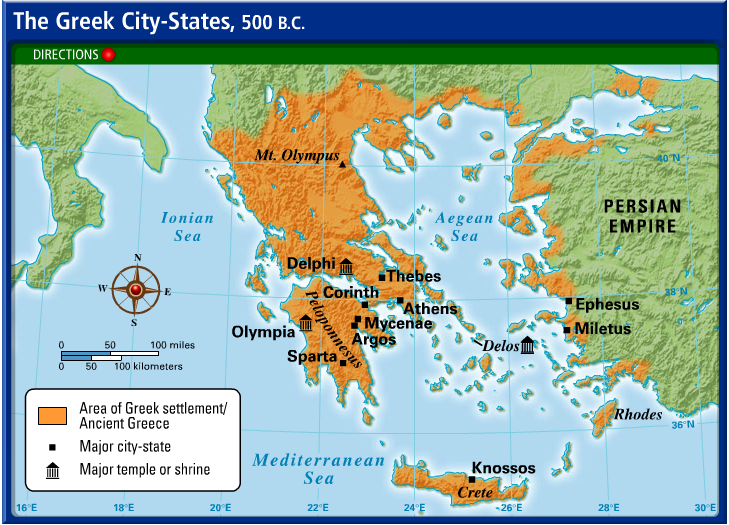 The Greek City-States, 500 B.C.
DIRECTIONS
Mt. Olympus
40°N
Ionian
Sea
Aegean
Sea
PERSIAN
EMPIRE
N
W
E
S
Delphi
Thebes
38°N
Corinth
Peloponnesus
Athens
Ephesus
Olympia
Mycenae
Miletus
Argos
Delos
Sparta
0 50 100 miles
0 50 100 kilometers
Area of Greek settlement/
Ancient Greece
Major city-state
Major temple or shrine
Rhodes
36°N
Mediterranean
Sea
Knossos
Crete
16°E 18°E 20°E 22°E 24°E 26°E 28°E 30°E